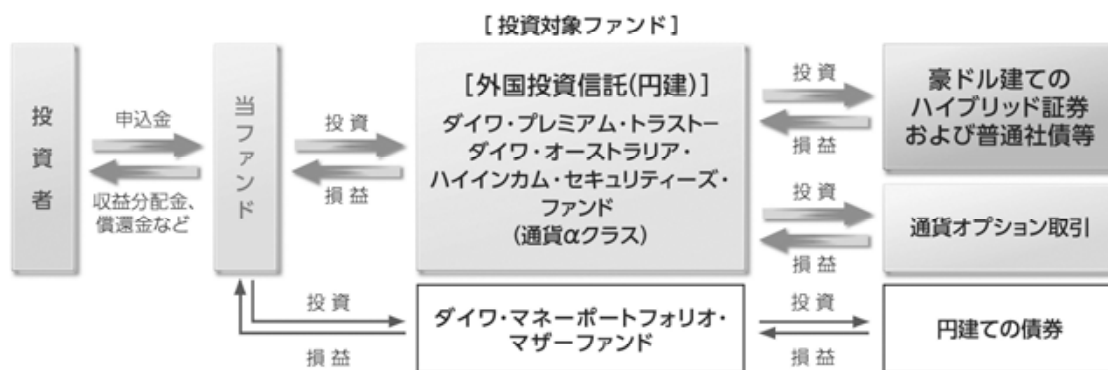 [投資対象ファンド]
投資者
申込金
収益分配金、
償還金など
当ファンド
投資
損益
[外国投資信託(円建)]
ダイワ・プレミアム・トラストー
ダイワ・オーストラリア・
ハイインカム・セキュリティーズ・
ファンド
(通貨αクラス)
投資
損益
豪ドル建ての
ハイブリッド証券
および普通社債等
投資
損益
通貨オプション取引
投資
損益
ダイワ・マネーポートフォリオ・
マザーファンド
投資
損益
円建ての債券